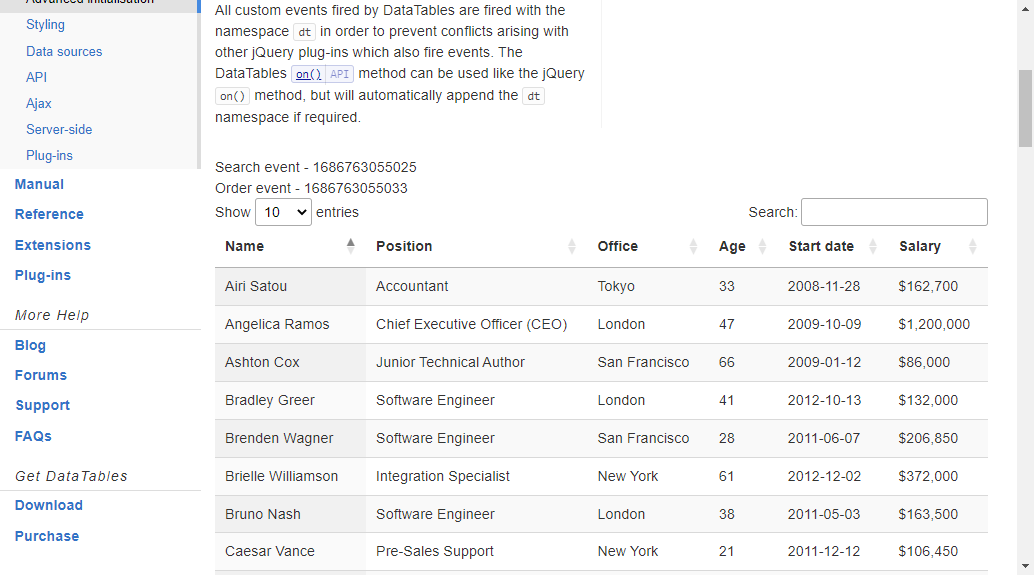 Advanced initialisation
Styling
Data sources
API
Ajax
Server-side
Plug-ins
Manual
Reference
Extensions
Plug-ins
More Help
Blog
Forums
Support
FAQs
Get DataTables
Download
Purchase
All custom events fired by DataTables are fired with the
namespace dt in order to prevent conflicts arising with
other jQuery plug-ins which also fire events. The
DataTables on() API method can be used like the jQuery
on() method, but will automatically append the dt
namespace if required.
Search event - 1686763055025
Order event - 1686763055033
Show 10 entries Search:
Name Position Office Age Start date Salary
Airi Satou Accountant Tokyo 33 2008-11-28 $162,700
Angelica Ramos Chief Executive Officer (CEO) London 47 2009-10-09 $1,200,000
Ashton Cox Junior Technical Author San Francisco 66 2009-01-12 $86,000
Bradley Greer Software Engineer London 41 2012-10-13 $132,000
Brenden Wagner Software Engineer San Francisco 28 2011-06-07 $206,850
Brielle Williamson Integration Specialist New York 61 2012-12-02 $372,000
Bruno Nash Software Engineer London 38 2011-05-03 $163,500
Caesar Vance Pre-Sales Support New York 21 2011-12-12 $106,450